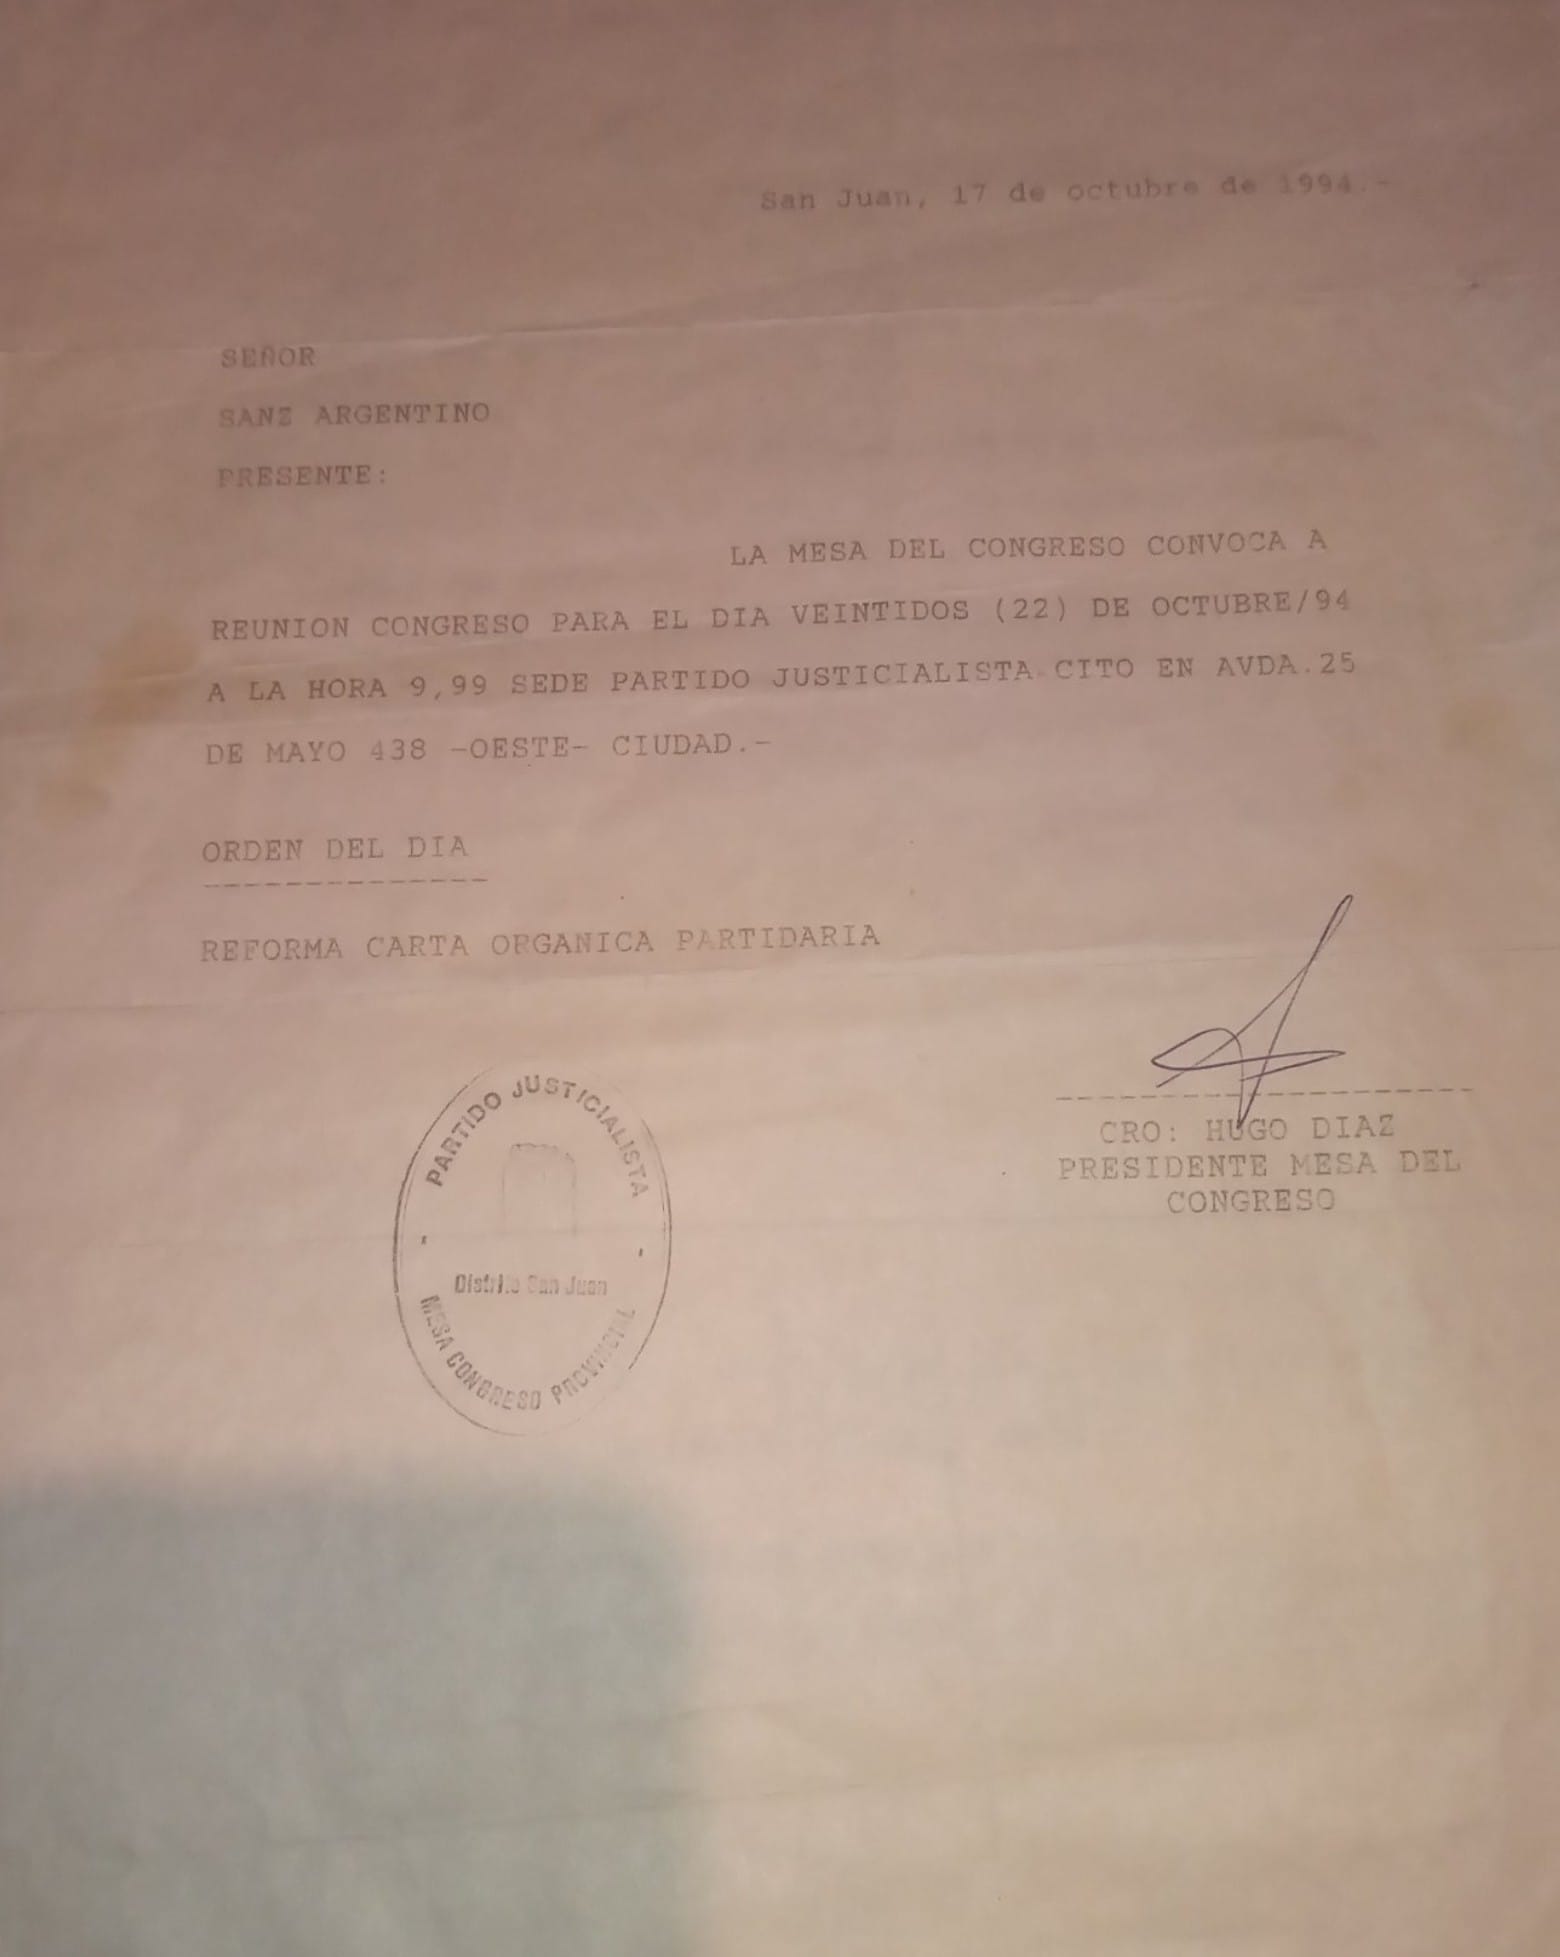 San Juan, 17 de octubre de 1994.-
SEÑOR
SANZ ARGENTINO
PRESENTE:
LA MESA DEL CONGRESO CONVOCA A
REUNION CONGRESO PARA EL DIA VEINTIDOS (22) DE OCTUBRE/94
A LA HORA 9,99 SEDE PARTIDO JUSTICIALISTA CITO EN AVDA.25
DE MAYO 438 -OESTE- CIUDAD.-
ORDEN DEL DIA
--------------
REFORMA CARTA ORGANICA PARTIDARIA
CRO: HUGO DIAZ
PRESIDENTE MESA DEL
CONGRESO
PARTIDO JUSTICIALISTA
Distrito San Juan
MESA CONGRESO PROVINCIAL